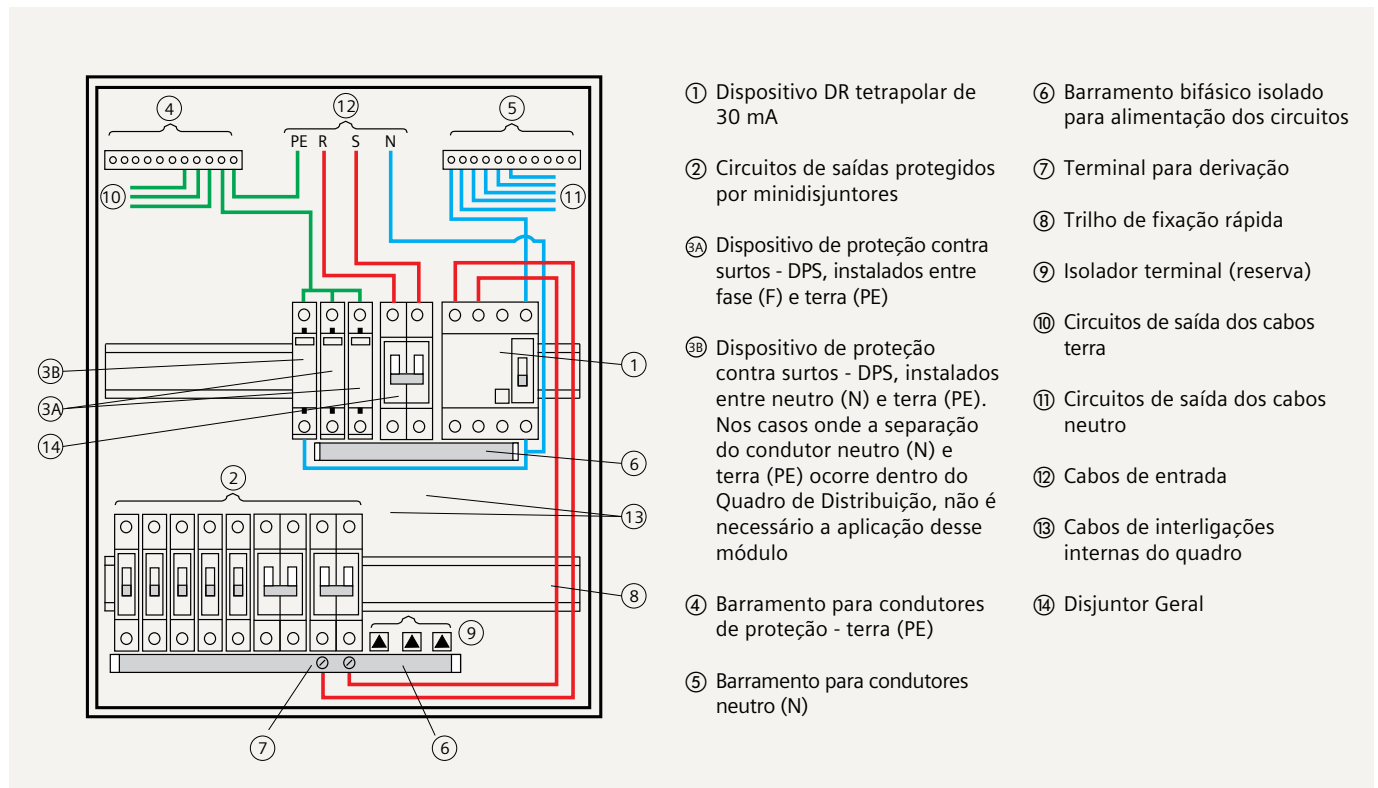 4
12
5
PE R S N
10
11
3B
3A
14
1
6
2
13
8
9
7
6
① Dispositivo DR tetrapolar de
30 mA
② Circuitos de saídas protegidos
por minidisjuntores
3A Dispositivo de proteção contra
surtos - DPS, instalados entre
fase (F) e terra (PE)
3B Dispositivo de proteção
contra surtos - DPS, instalados
entre neutro (N) e terra (PE).
Nos casos onde a separação
do condutor neutro (N) e
terra (PE) ocorre dentro do
Quadro de Distribuição, não é
necessário a aplicação desse
módulo
④ Barramento para condutores
de proteção - terra (PE)
⑤ Barramento para condutores
neutro (N)
⑥ Barramento bifásico isolado
para alimentação dos circuitos
⑦ Terminal para derivação
⑧ Trilho de fixação rápida
⑨ Isolador terminal (reserva)
⑩ Circuitos de saída dos cabos
terra
⑪ Circuitos de saída dos cabos
neutro
⑫ Cabos de entrada
⑬ Cabos de interligações
internas do quadro
⑭ Disjuntor Geral